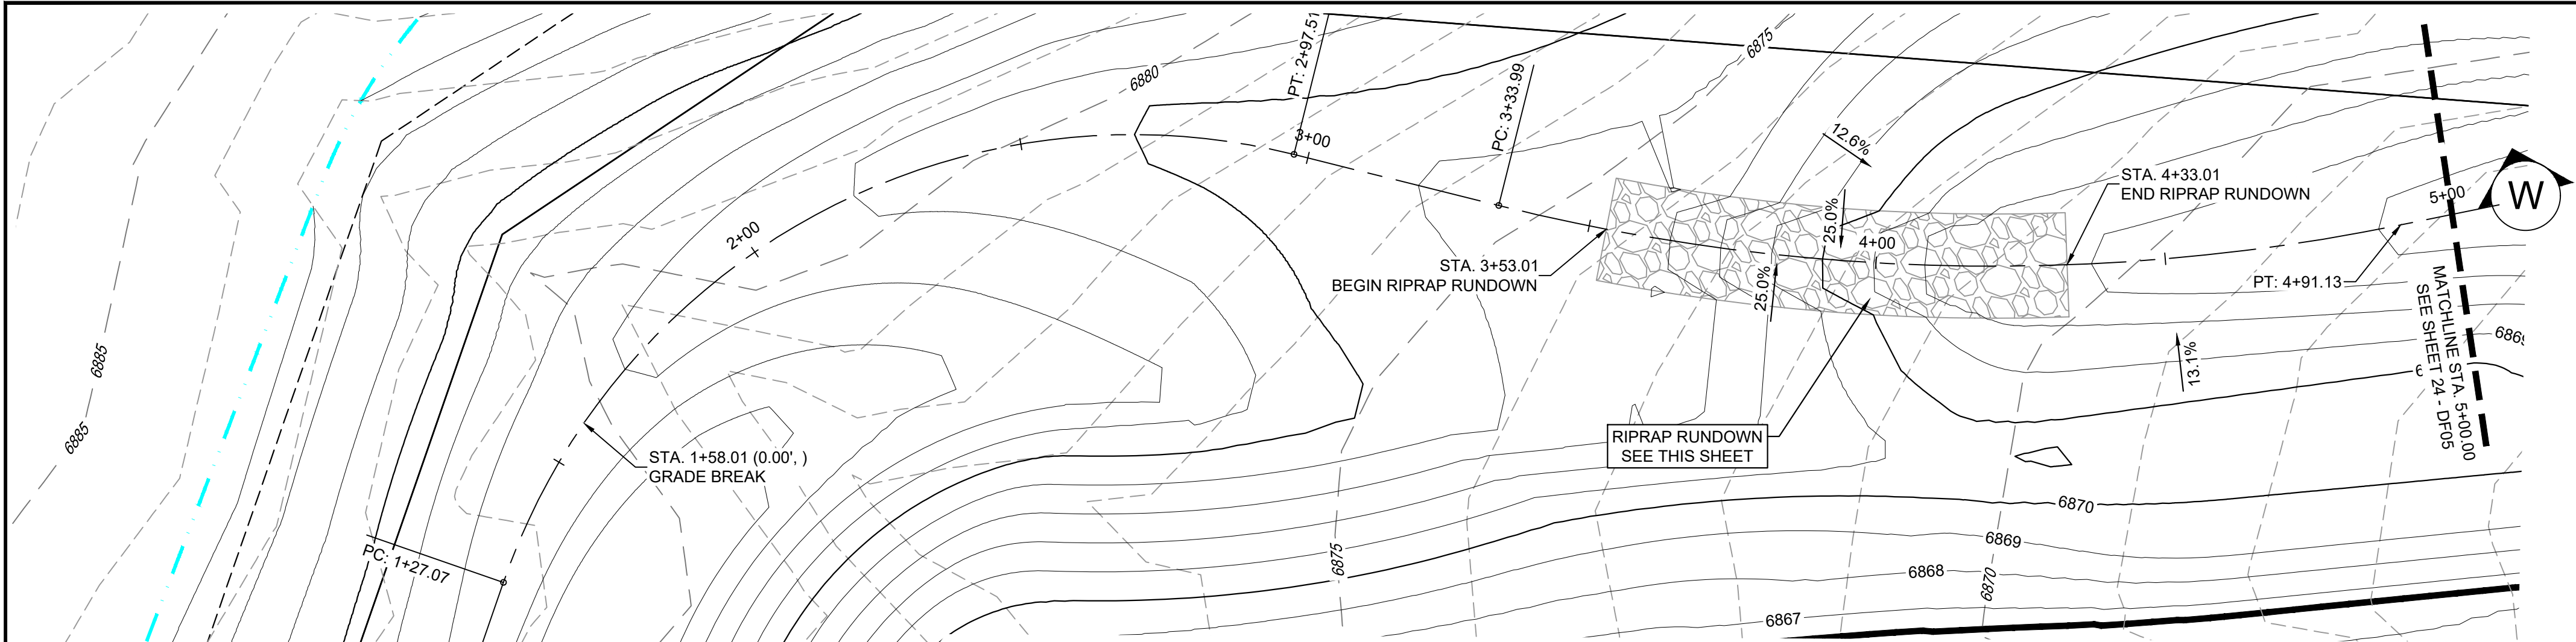 PT: 2+97.51
6875
6880
PC: 3+33.99
3+00
12.6%
STA. 4+33.01
END RIPRAP RUNDOWN
5+00
W
2+00
25.0%
4+00
STA. 3+53.01
BEGIN RIPRAP RUNDOWN
25.0%
PT: 4+91.13
MATCHLINE STA. 5+00.00
SEE SHEET 24 - DF05
6885
13.1%
6885
RIPRAP RUNDOWN
SEE THIS SHEET
STA. 1+58.01 (0.00', )
GRADE BREAK
6870
6869
6875
PC: 1+27.07
6868
6870
6867